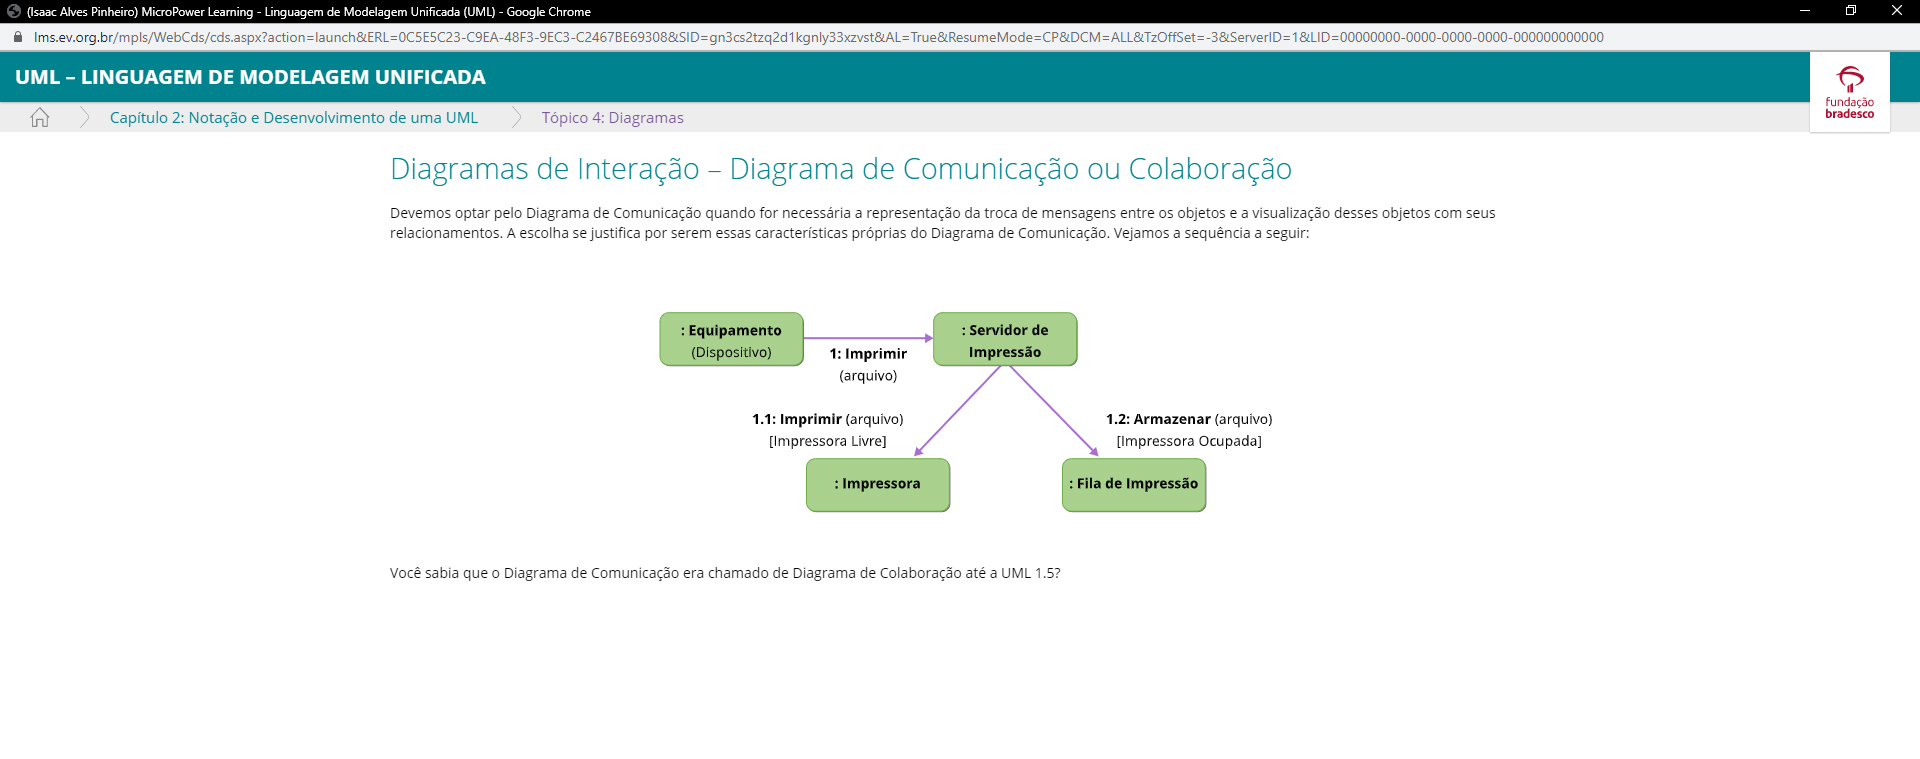 (Isaac Alves Pinheiro) MicroPower Learning - Linguagem de Modelagem Unificada (UML) - Google Chrome
lms.ev.org.br/mpls/WebCds/cds.aspx?action=launch&ERL=0C5E5C23-C9EA-48F3-9EC3-C2467BE69308&SID=gn3cs2tzq2d1kgnly33xzvst&AL=True&ResumeMode=CP&DCM=ALL&TzOffSet=-3&ServerID=1&LID=00000000-0000-0000-0000-000000000000
UML – LINGUAGEM DE MODELAGEM UNIFICADA
fundação
bradesco
Capítulo 2: Notação e Desenvolvimento de uma UML
Tópico 4: Diagramas
Diagramas de Interação – Diagrama de Comunicação ou Colaboração
Devemos optar pelo Diagrama de Comunicação quando for necessária a representação da troca de mensagens entre os objetos e a visualização desses objetos com seus
relacionamentos. A escolha se justifica por serem essas características próprias do Diagrama de Comunicação. Vejamos a sequência a seguir:
: Equipamento
(Dispositivo)
1: Imprimir
(arquivo)
: Servidor de
Impressão
1.1: Imprimir (arquivo)
[Impressora Livre]
1.2: Armazenar (arquivo)
[Impressora Ocupada]
: Impressora
: Fila de Impressão
Você sabia que o Diagrama de Comunicação era chamado de Diagrama de Colaboração até a UML 1.5?